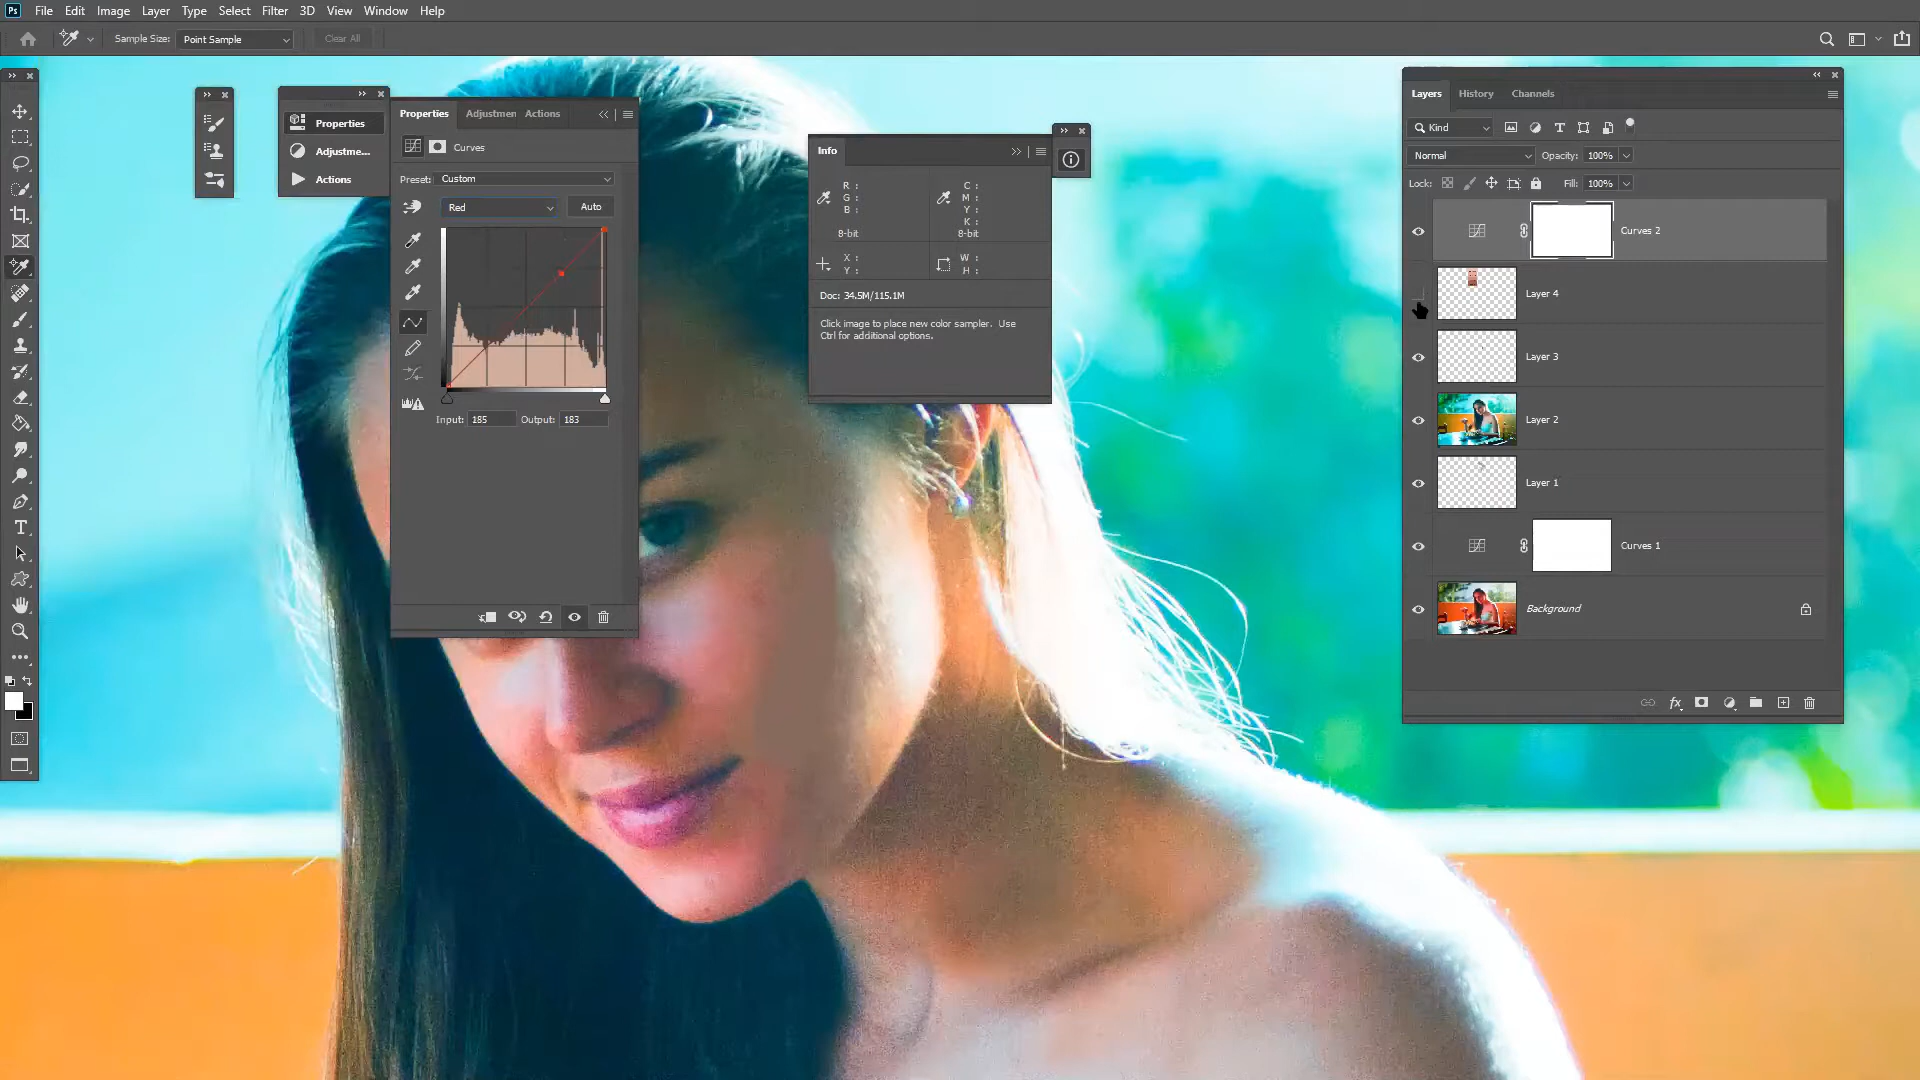 Ps File Edit Image Layer Type Select Filter 3D View Window Help
Sample Size: Point Sample Clear All
Properties
Adjustme...
Actions
Properties Adjustmen Actions
Curves
Preset: Custom
Red Auto
Input: 185 Output: 183
Info
R : C :
G : M :
B : Y :
K :
8-bit 8-bit
X : W :
Y : H :
Doc: 34.5M/115.1M
Click image to place new color sampler. Use
Ctrl for additional options.
Layers History Channels
Kind
Normal Opacity: 100%
Lock: Fill: 100%
Curves 2
Layer 4
Layer 3
Layer 2
Layer 1
Curves 1
Background
fx